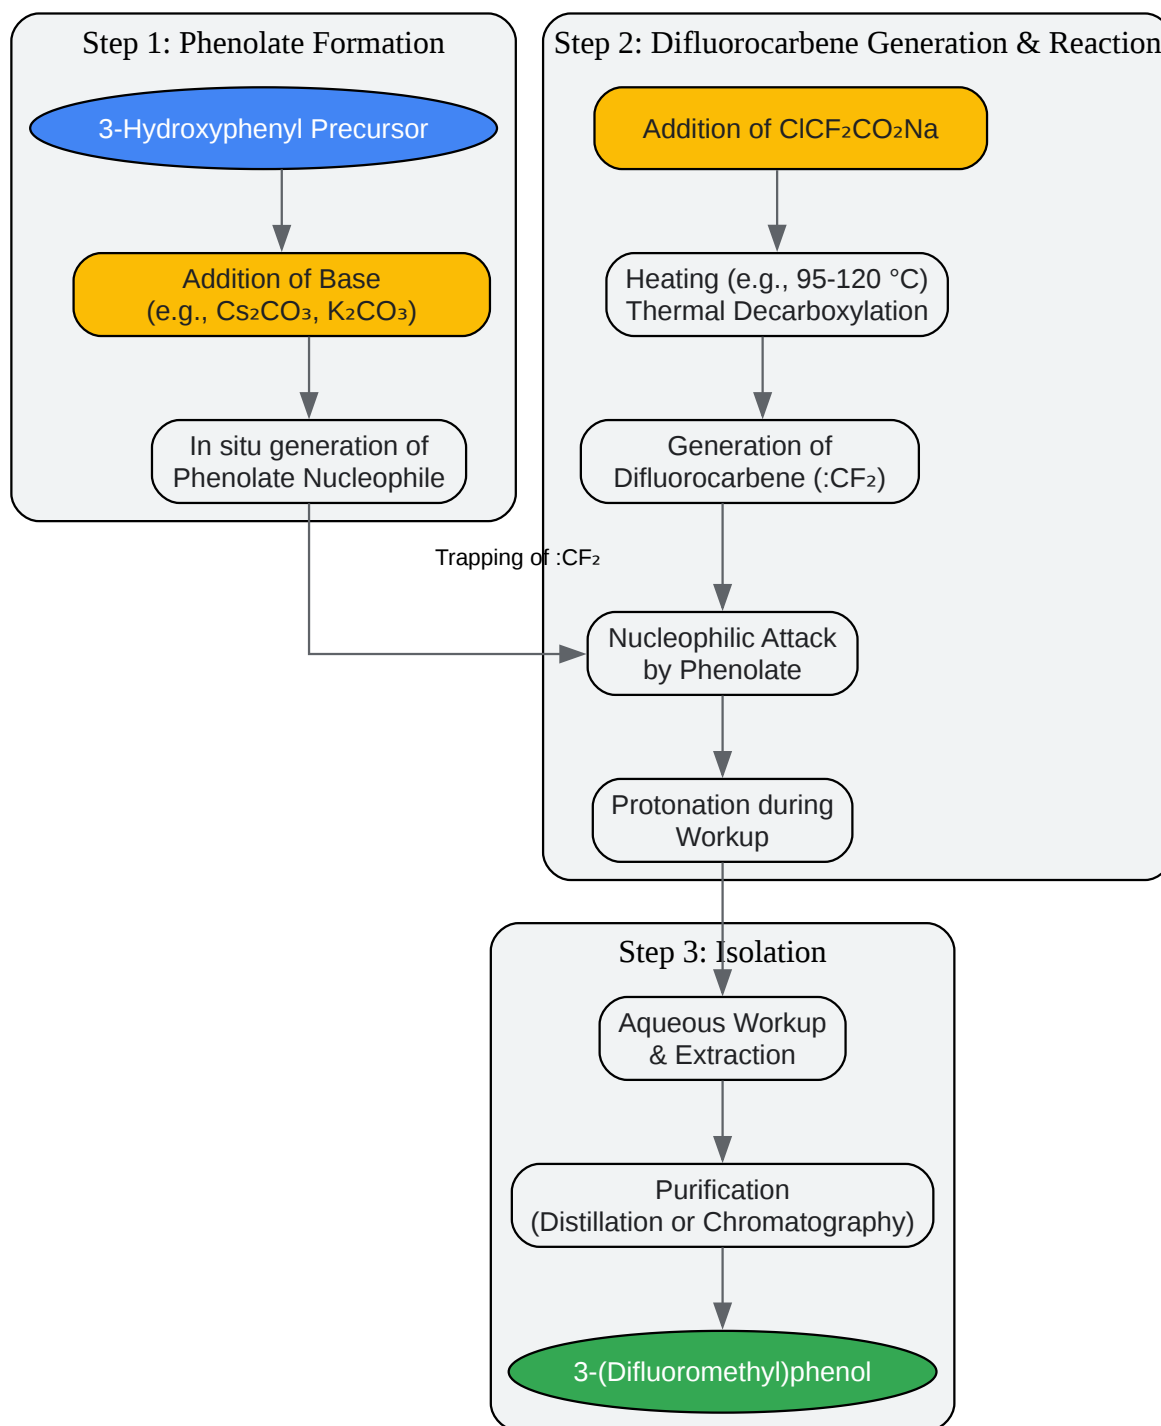 Step 1: Phenolate Formation
3-Hydroxyphenyl Precursor
Addition of Base
(e.g., Cs₂CO₃, K₂CO₃)
In situ generation of
Phenolate Nucleophile
Trapping of :CF₂
Step 2: Difluorocarbene Generation & Reaction
Addition of ClCF₂CO₂Na
Heating (e.g., 95-120 °C)
Thermal Decarboxylation
Generation of
Difluorocarbene (:CF₂)
Nucleophilic Attack
by Phenolate
Protonation during
Workup
Step 3: Isolation
Aqueous Workup
& Extraction
Purification
(Distillation or Chromatography)
3-(Difluoromethyl)phenol